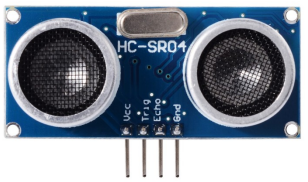 HC-SR04
Vcc
Trig
Echo
Gnd